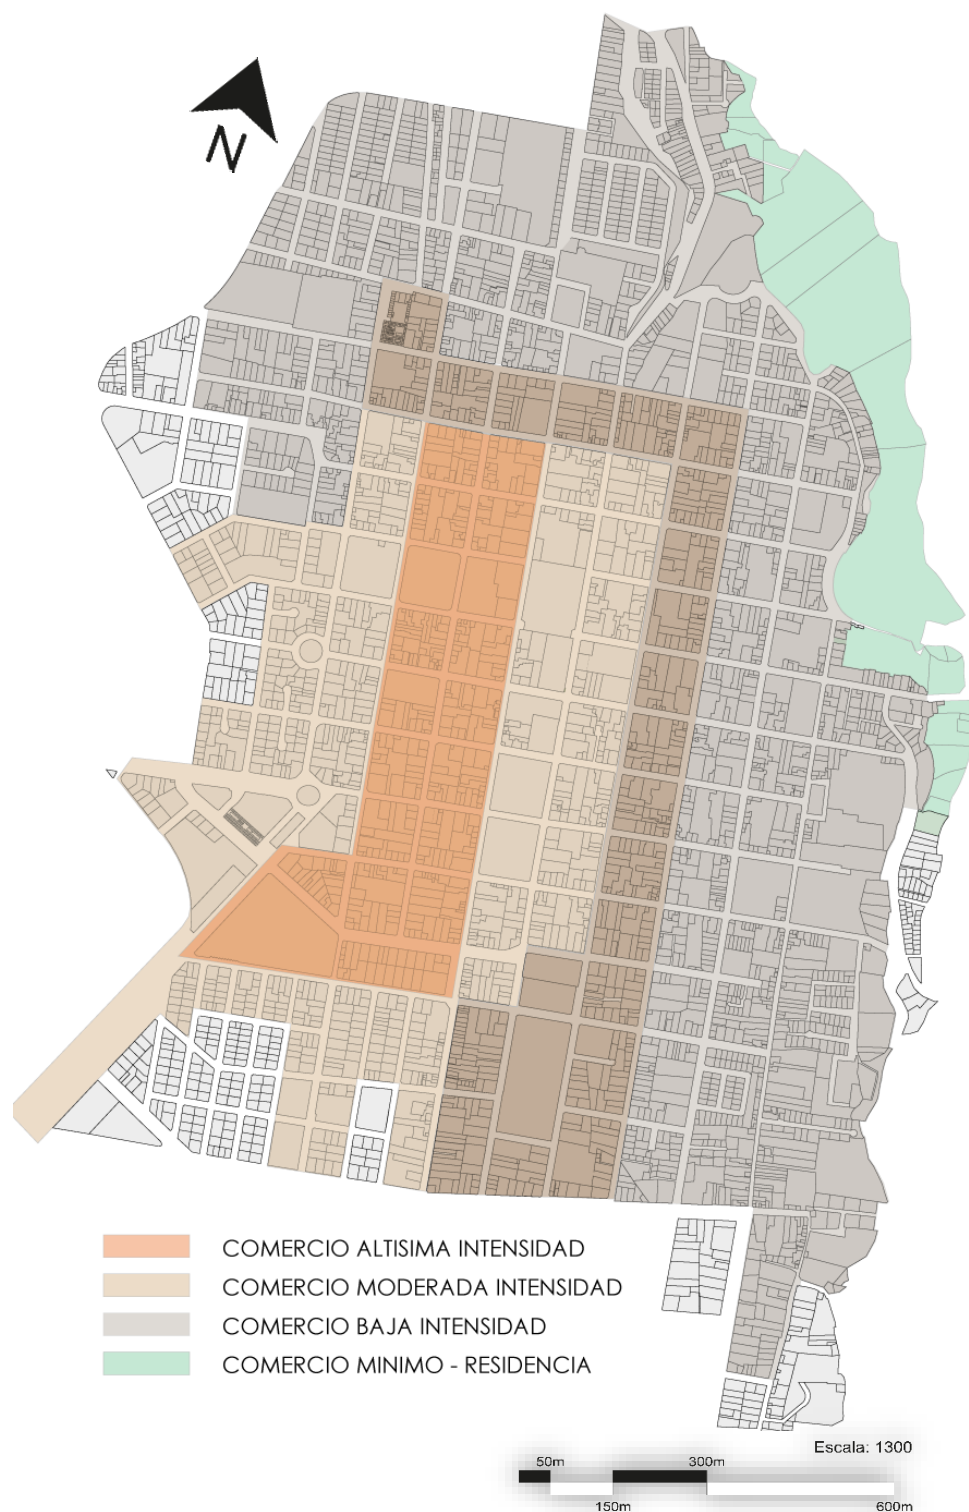 N
COMERCIO ALTISIMA INTENSIDAD
COMERCIO MODERADA INTENSIDAD
COMERCIO BAJA INTENSIDAD
COMERCIO MINIMO - RESIDENCIA
Escala: 1300
50m 300m
150m 600m